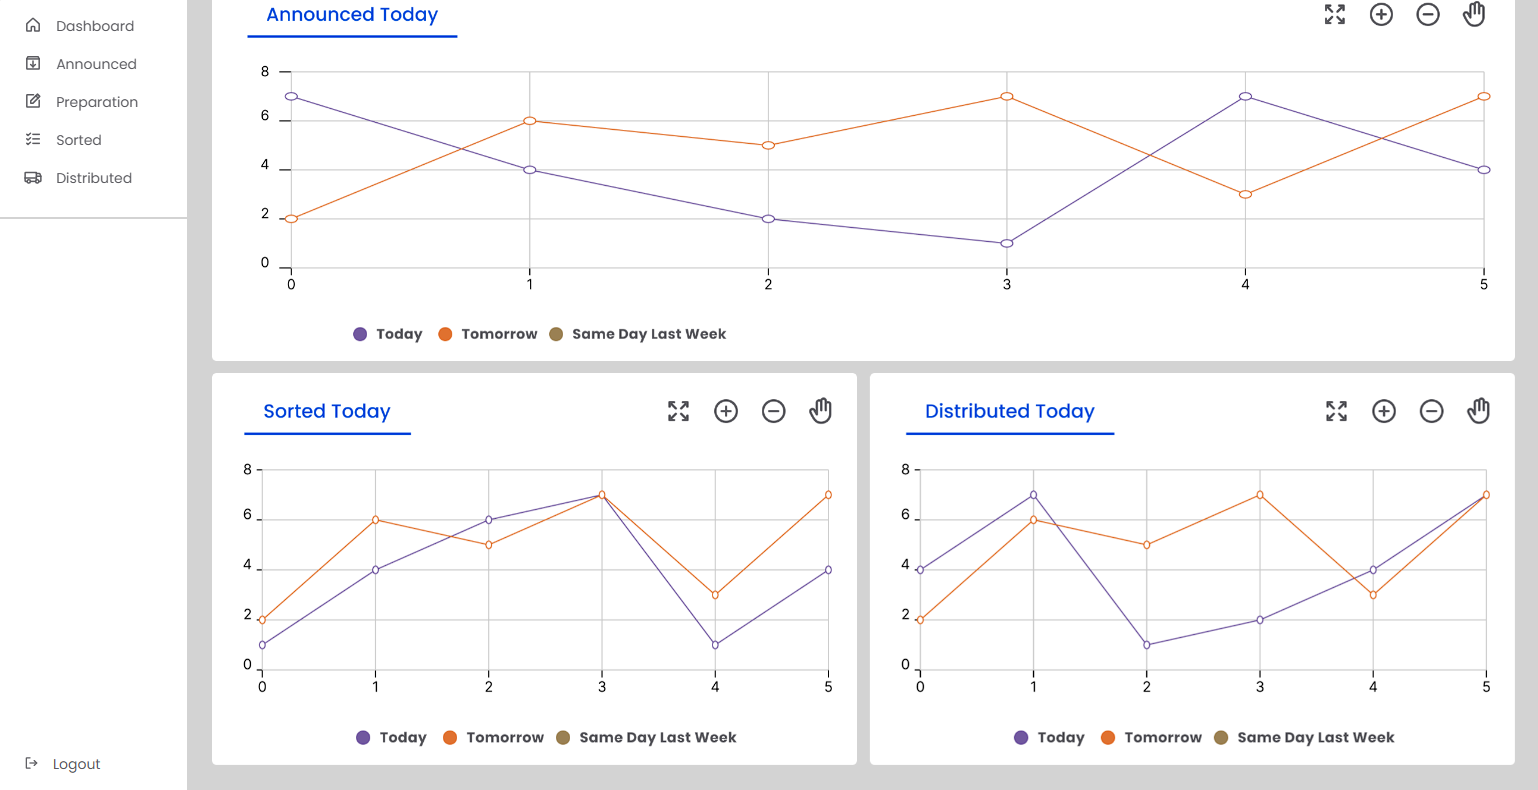 Dashboard
Announced
Preparation
Sorted
Distributed
Logout
Announced Today
8
6
4
2
0
0 1 2 3 4 5
Today Tomorrow Same Day Last Week
Sorted Today
8
6
4
2
0
0 1 2 3 4 5
Today Tomorrow Same Day Last Week
Distributed Today
8
6
4
2
0
0 1 2 3 4 5
Today Tomorrow Same Day Last Week